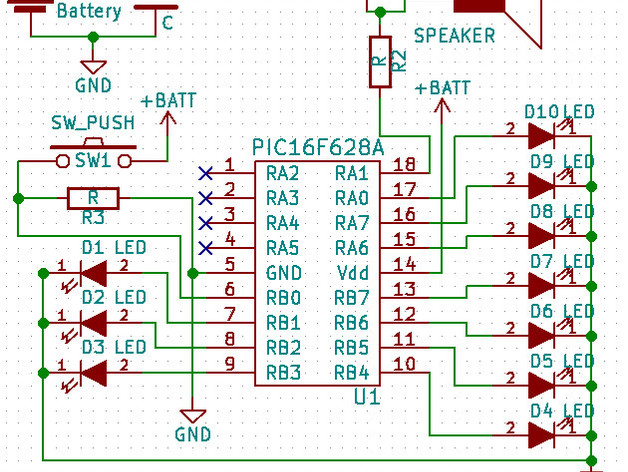 Battery
C
GND
SPEAKER
R
R2
+BATT
+BATT
SW_PUSH
SW1
R
R3
PIC16F628A
1 RA2 RA1 18
2 RA3 RA0 17
3 RA4 RA7 16
4 RA5 RA6 15
5 GND Vdd 14
6 RB0 RB7 13
7 RB1 RB6 12
8 RB2 RB5 11
9 RB3 RB4 10
U1
GND
D1 LED
1 2
D2 LED
1 2
D3 LED
1 2
D10 LED
2 1
D9 LED
2 1
D8 LED
2 1
D7 LED
2 1
D6 LED
2 1
D5 LED
2 1
D4 LED
2 1